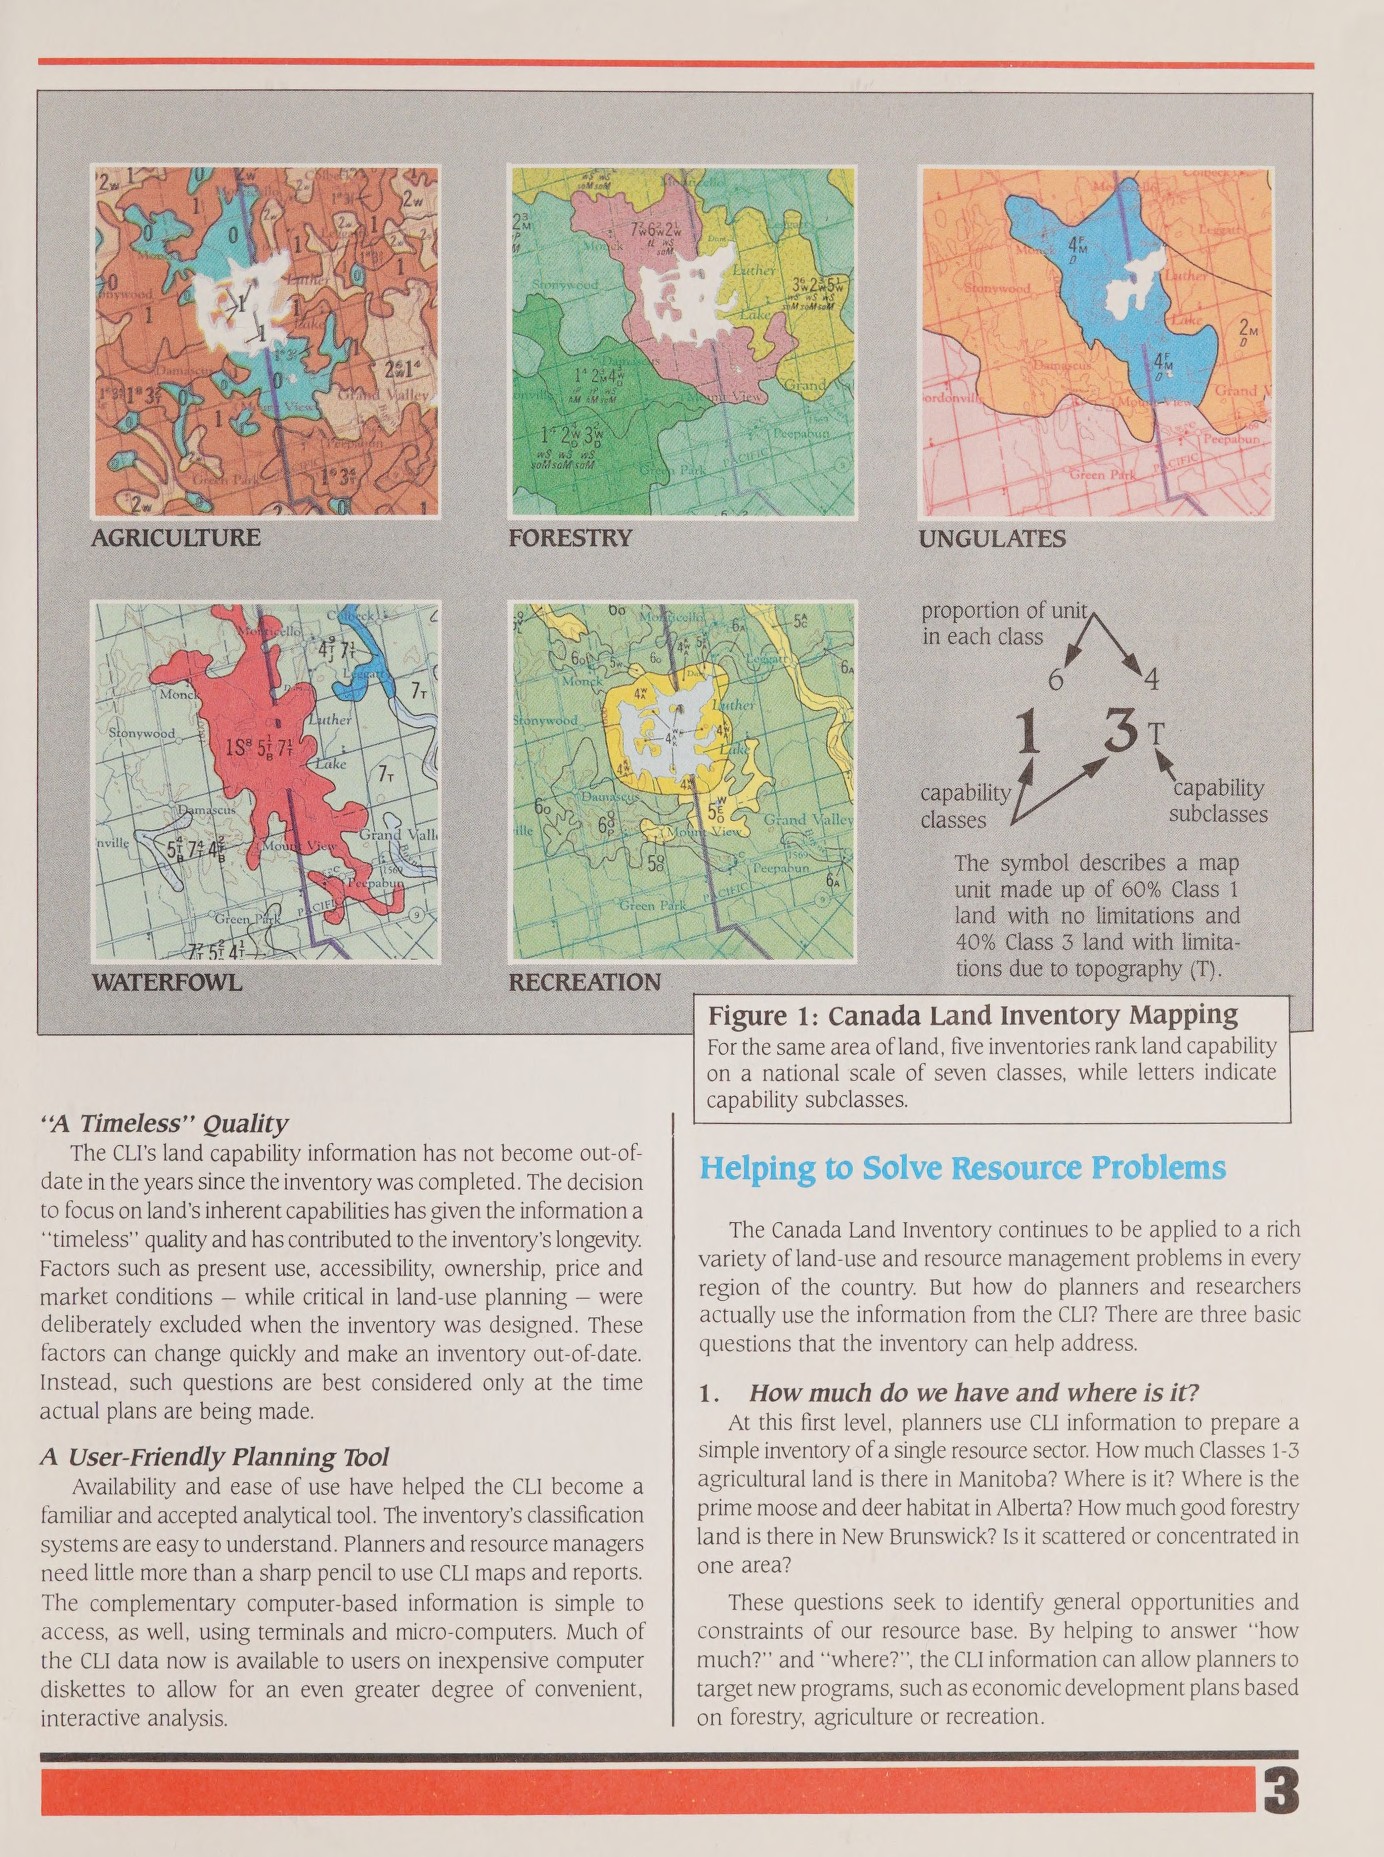 AGRICULTURE
FORESTRY
UNGULATES
WATERFOWL
RECREATION
proportion of unit
in each class
6 4
1 3 T
capability
classes
capability
subclasses
The symbol describes a map
unit made up of 60% Class 1
land with no limitations and
40% Class 3 land with limita-
tions due to topography (T).
Figure 1: Canada Land Inventory Mapping
For the same area of land, five inventories rank land capability
on a national scale of seven classes, while letters indicate
capability subclasses.
“A Timeless” Quality
The CLI’s land capability information has not become out-of-
date in the years since the inventory was completed. The decision
to focus on land’s inherent capabilities has given the information a
“timeless” quality and has contributed to the inventory’s longevity.
Factors such as present use, accessibility, ownership, price and
market conditions — while critical in land-use planning — were
deliberately excluded when the inventory was designed. These
factors can change quickly and make an inventory out-of-date.
Instead, such questions are best considered only at the time
actual plans are being made.
A User-Friendly Planning Tool
Availability and ease of use have helped the CLI become a
familiar and accepted analytical tool. The inventory’s classification
systems are easy to understand. Planners and resource managers
need little more than a sharp pencil to use CLI maps and reports.
The complementary computer-based information is simple to
access, as well, using terminals and micro-computers. Much of
the CLI data now is available to users on inexpensive computer
diskettes to allow for an even greater degree of convenient,
interactive analysis.
Helping to Solve Resource Problems
The Canada Land Inventory continues to be applied to a rich
variety of land-use and resource management problems in every
region of the country. But how do planners and researchers
actually use the information from the CLI? There are three basic
questions that the inventory can help address.
1. How much do we have and where is it?
At this first level, planners use CLI information to prepare a
simple inventory of a single resource sector. How much Classes 1-3
agricultural land is there in Manitoba? Where is it? Where is the
prime moose and deer habitat in Alberta? How much good forestry
land is there in New Brunswick? Is it scattered or concentrated in
one area?
These questions seek to identify general opportunities and
constraints of our resource base. By helping to answer “how
much?” and “where?”, the CLI information can allow planners to
target new programs, such as economic development plans based
on forestry, agriculture or recreation.
3